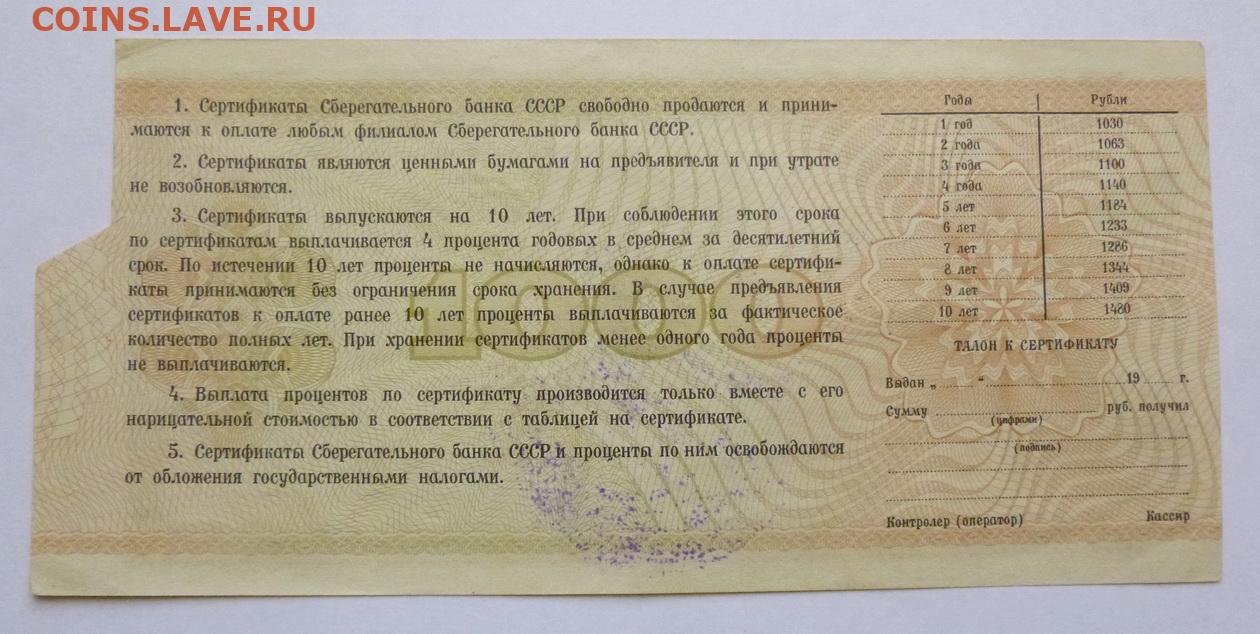 COINS.LAVE.RU
1. Сертификаты Сберегательного банка СССР свободно продаются и прини-
маются к оплате любым филиалом Сберегательного банка СССР.
2. Сертификаты являются ценными бумагами на предъявителя и при утрате
не возобновляются.
3. Сертификаты выпускаются на 10 лет. При соблюдении этого срока
по сертификатам выплачивается 4 процента годовых в среднем за десятилетний
срок. По истечении 10 лет проценты не начисляются, однако к оплате сертифи-
каты принимаются без ограничения срока хранения. В случае предъявления
сертификатов к оплате ранее 10 лет проценты выплачиваются за фактическое
количество полных лет. При хранении сертификатов менее одного года проценты
не выплачиваются.
4. Выплата процентов по сертификату производится только вместе с его
нарицательной стоимостью в соответствии с таблицей на сертификате.
5. Сертификаты Сберегательного банка СССР и проценты по ним освобождаются
от обложения государственными налогами.
1000
Годы Рубли
1 год 1030
2 года 1063
3 года 1100
4 года 1140
5 лет 1184
6 лет 1233
7 лет 1286
8 лет 1344
9 лет 1409
10 лет 1480
ТАЛОН К СЕРТИФИКАТУ
Выдан „ “ 19 г.
Сумму руб. получил
(цифрами)
(подпись)
Контролер (оператор) Кассир